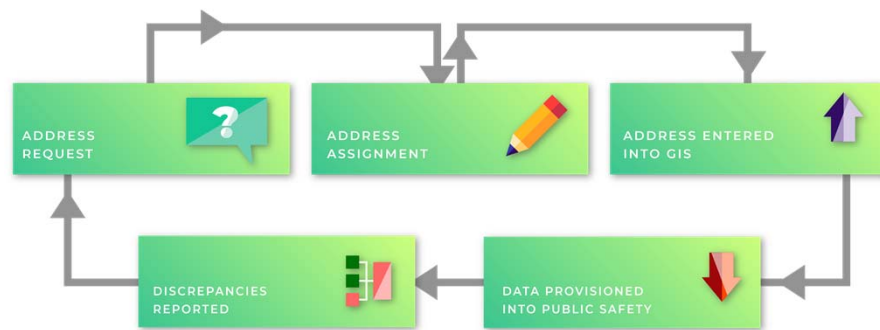 ADDRESS
REQUEST
?
ADDRESS
ASSIGNMENT
ADDRESS ENTERED
INTO GIS
DISCREPANCIES
REPORTED
DATA PROVISIONED
INTO PUBLIC SAFETY